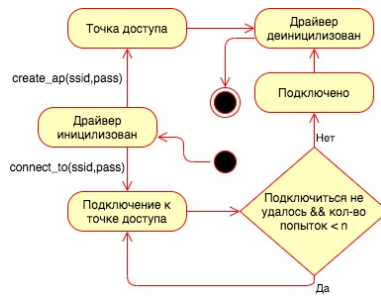 Точка доступа
Драйвер
деиницилизован
create_ap(ssid,pass)
Подключено
Драйвер
иницилизован
Нет
connect_to(ssid,pass)
Подключение к
точке доступа
Подключиться не
удалось && кол-во
попыток < n
Да